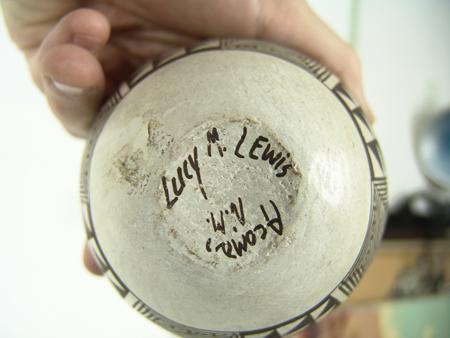 Lucy M. Lewis
Acoma,
N.M.